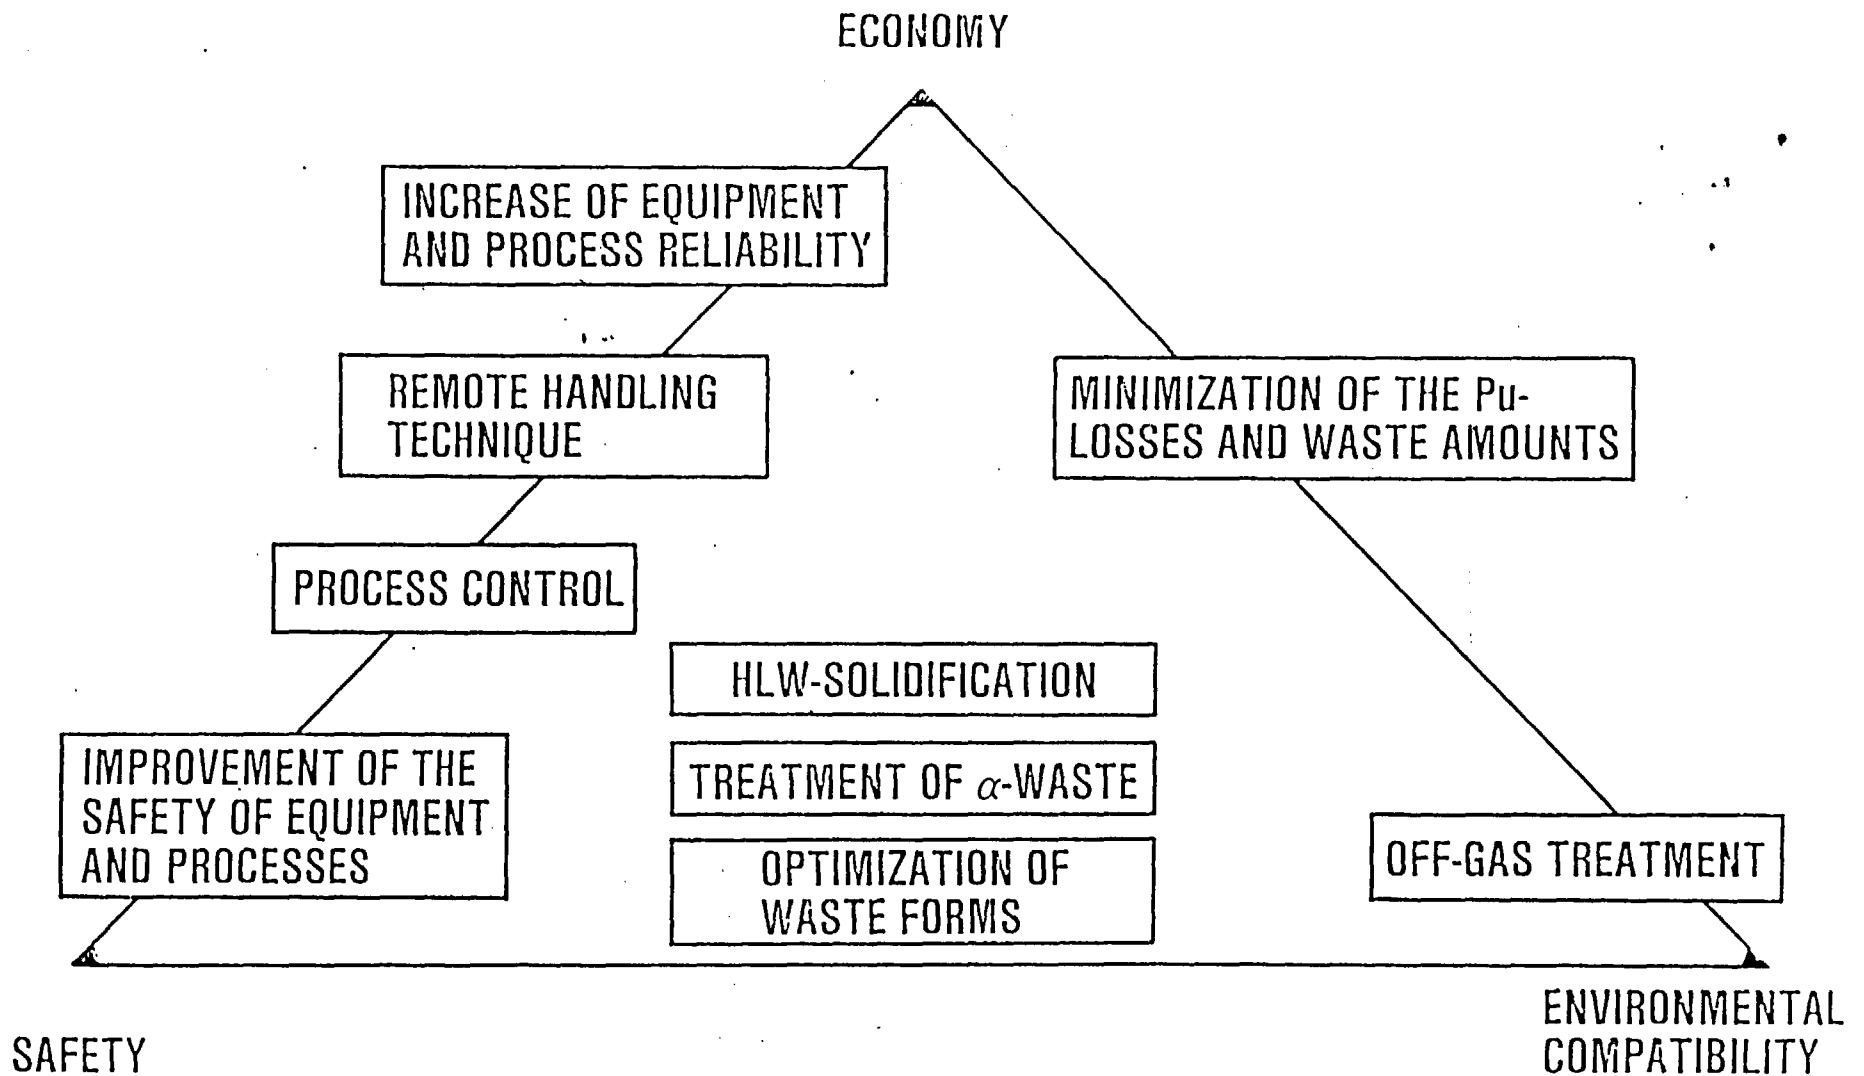 ECONOMY
INCREASE OF EQUIPMENT
AND PROCESS RELIABILITY
REMOTE HANDLING
TECHNIQUE
MINIMIZATION OF THE Pu-
LOSSES AND WASTE AMOUNTS
PROCESS CONTROL
HLW-SOLIDIFICATION
IMPROVEMENT OF THE
SAFETY OF EQUIPMENT
AND PROCESSES
TREATMENT OF α-WASTE
OPTIMIZATION OF
WASTE FORMS
OFF-GAS TREATMENT
SAFETY
ENVIRONMENTAL
COMPATIBILITY